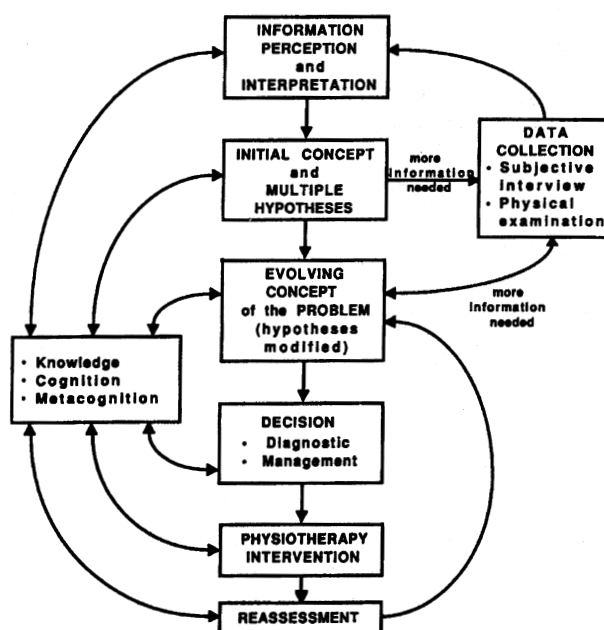 INFORMATION
PERCEPTION
and
INTERPRETATION
INITIAL CONCEPT
and
MULTIPLE
HYPOTHESES
more
information
needed
DATA
COLLECTION
• Subjective
interview
• Physical
examination
EVOLVING
CONCEPT
of the PROBLEM
(hypotheses
modified)
more
information
needed
• Knowledge
• Cognition
• Metacognition
DECISION
• Diagnostic
• Management
PHYSIOTHERAPY
INTERVENTION
REASSESSMENT